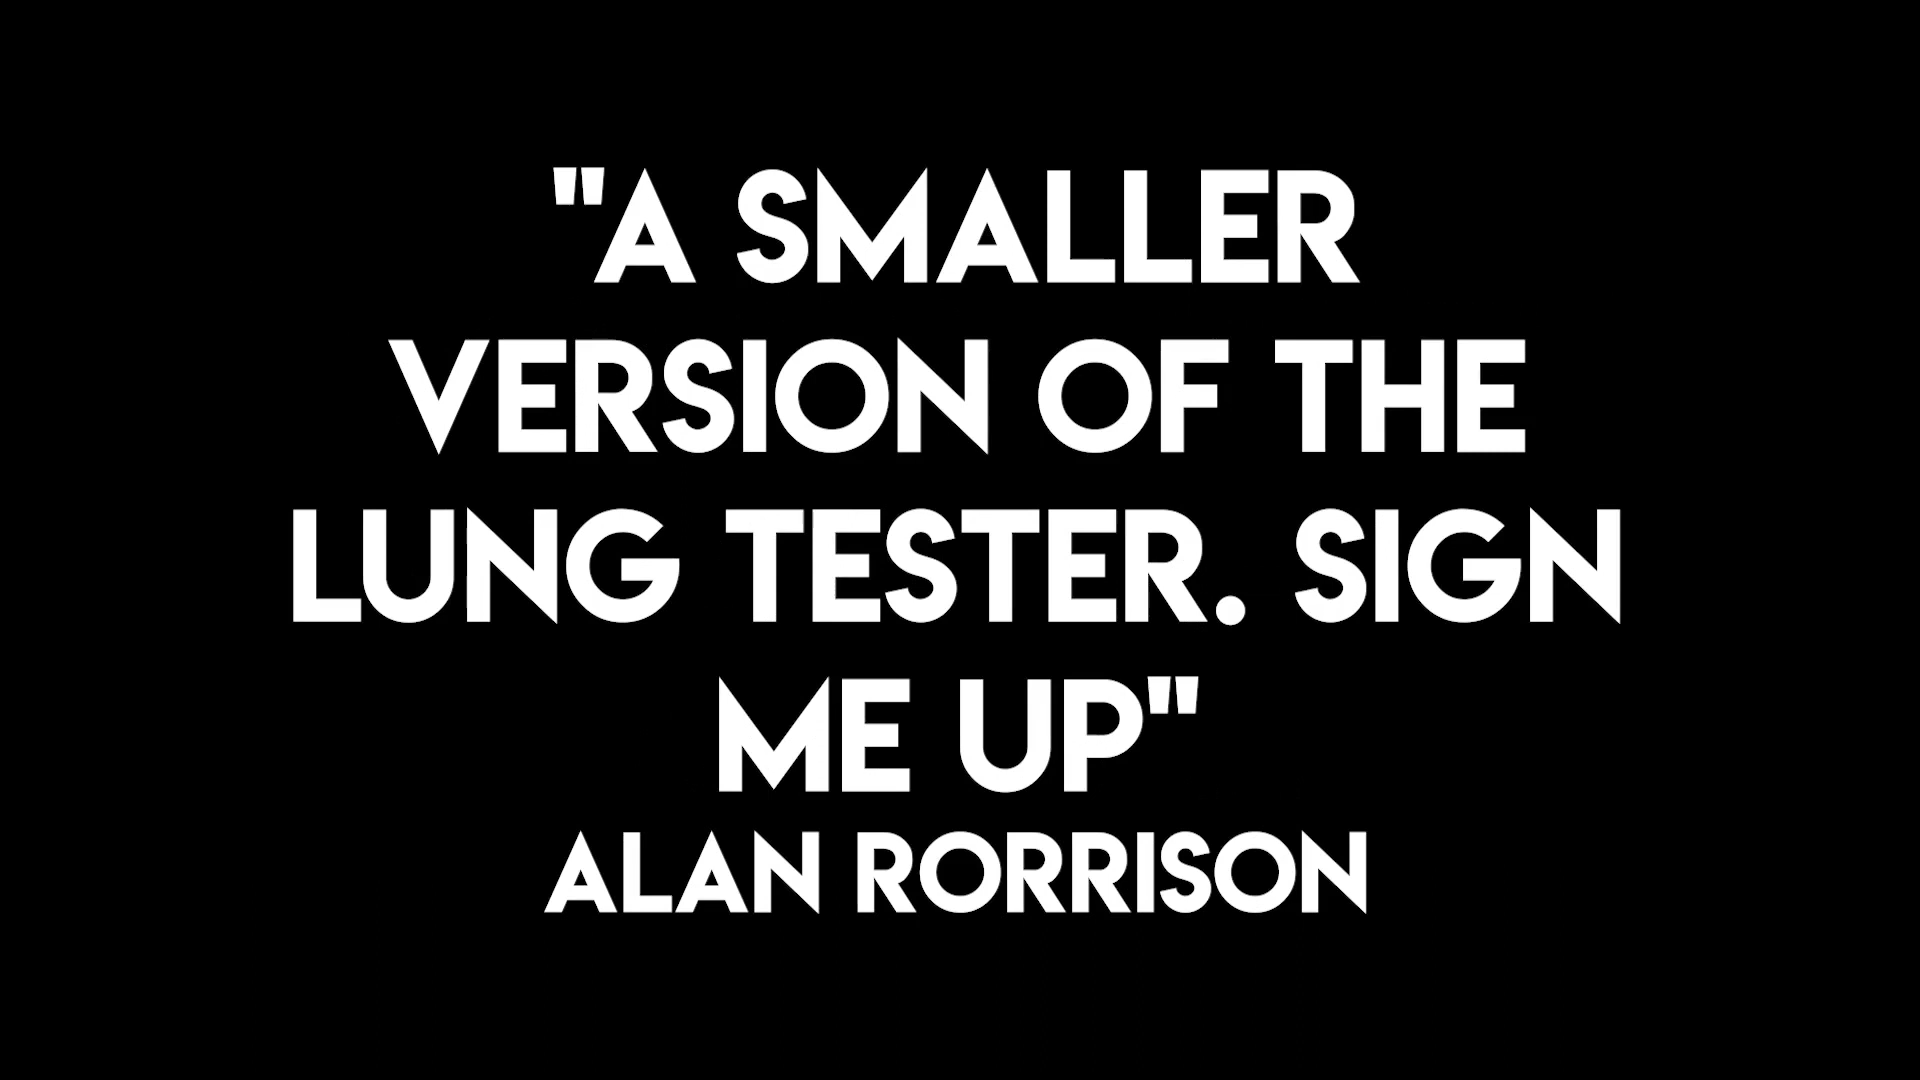 "A SMALLER
VERSION OF THE
LUNG TESTER. SIGN
ME UP"
ALAN RORRISON